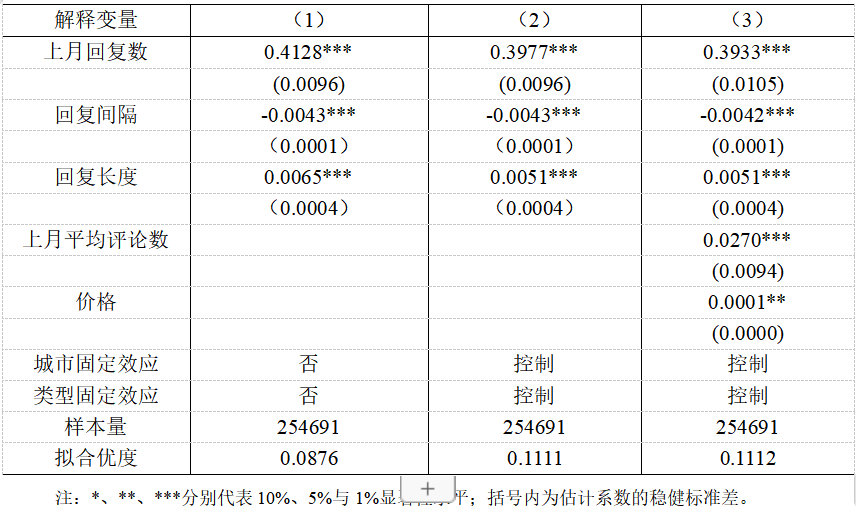 解释变量 （1） （2） （3）
上月回复数 0.4128*** 0.3977*** 0.3933***
(0.0096) (0.0096) (0.0105)
回复间隔 -0.0043*** -0.0043*** -0.0042***
（0.0001） （0.0001） (0.0001)
回复长度 0.0065*** 0.0051*** 0.0051***
（0.0004） （0.0004） (0.0004)
上月平均评论数 0.0270***
(0.0094)
价格 0.0001**
(0.0000)
城市固定效应 否 控制 控制
类型固定效应 否 控制 控制
样本量 254691 254691 254691
拟合优度 0.0876 0.1111 0.1112
注：*、**、***分别代表 10%、5%与 1%显 平；括号内为估计系数的稳健标准差。